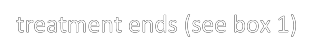 treatment ends (see box 1)